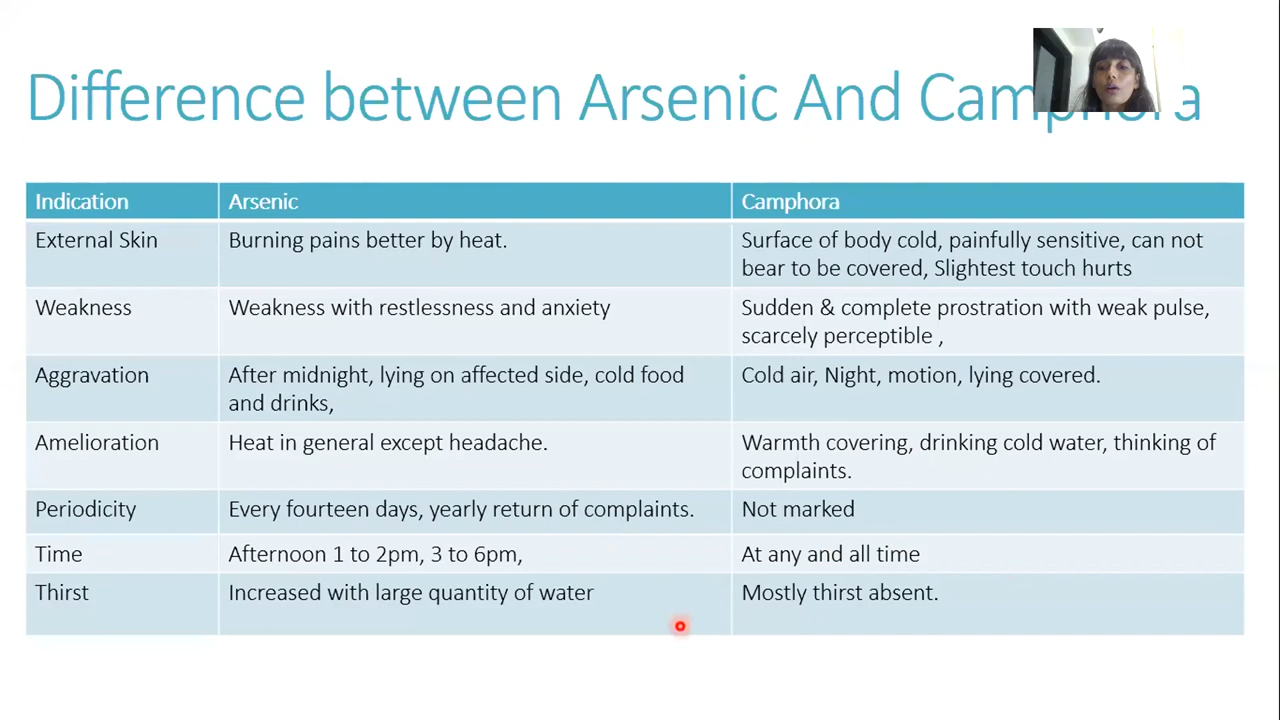 Difference between Arsenic And Camphora
Indication
Arsenic
Camphora
External Skin
Burning pains better by heat.
Surface of body cold, painfully sensitive, can not
bear to be covered, Slightest touch hurts
Weakness
Weakness with restlessness and anxiety
Sudden & complete prostration with weak pulse,
scarcely perceptible ,
Aggravation
After midnight, lying on affected side, cold food
and drinks,
Cold air, Night, motion, lying covered.
Amelioration
Heat in general except headache.
Warmth covering, drinking cold water, thinking of
complaints.
Periodicity
Every fourteen days, yearly return of complaints.
Not marked
Time
Afternoon 1 to 2pm, 3 to 6pm,
At any and all time
Thirst
Increased with large quantity of water
Mostly thirst absent.